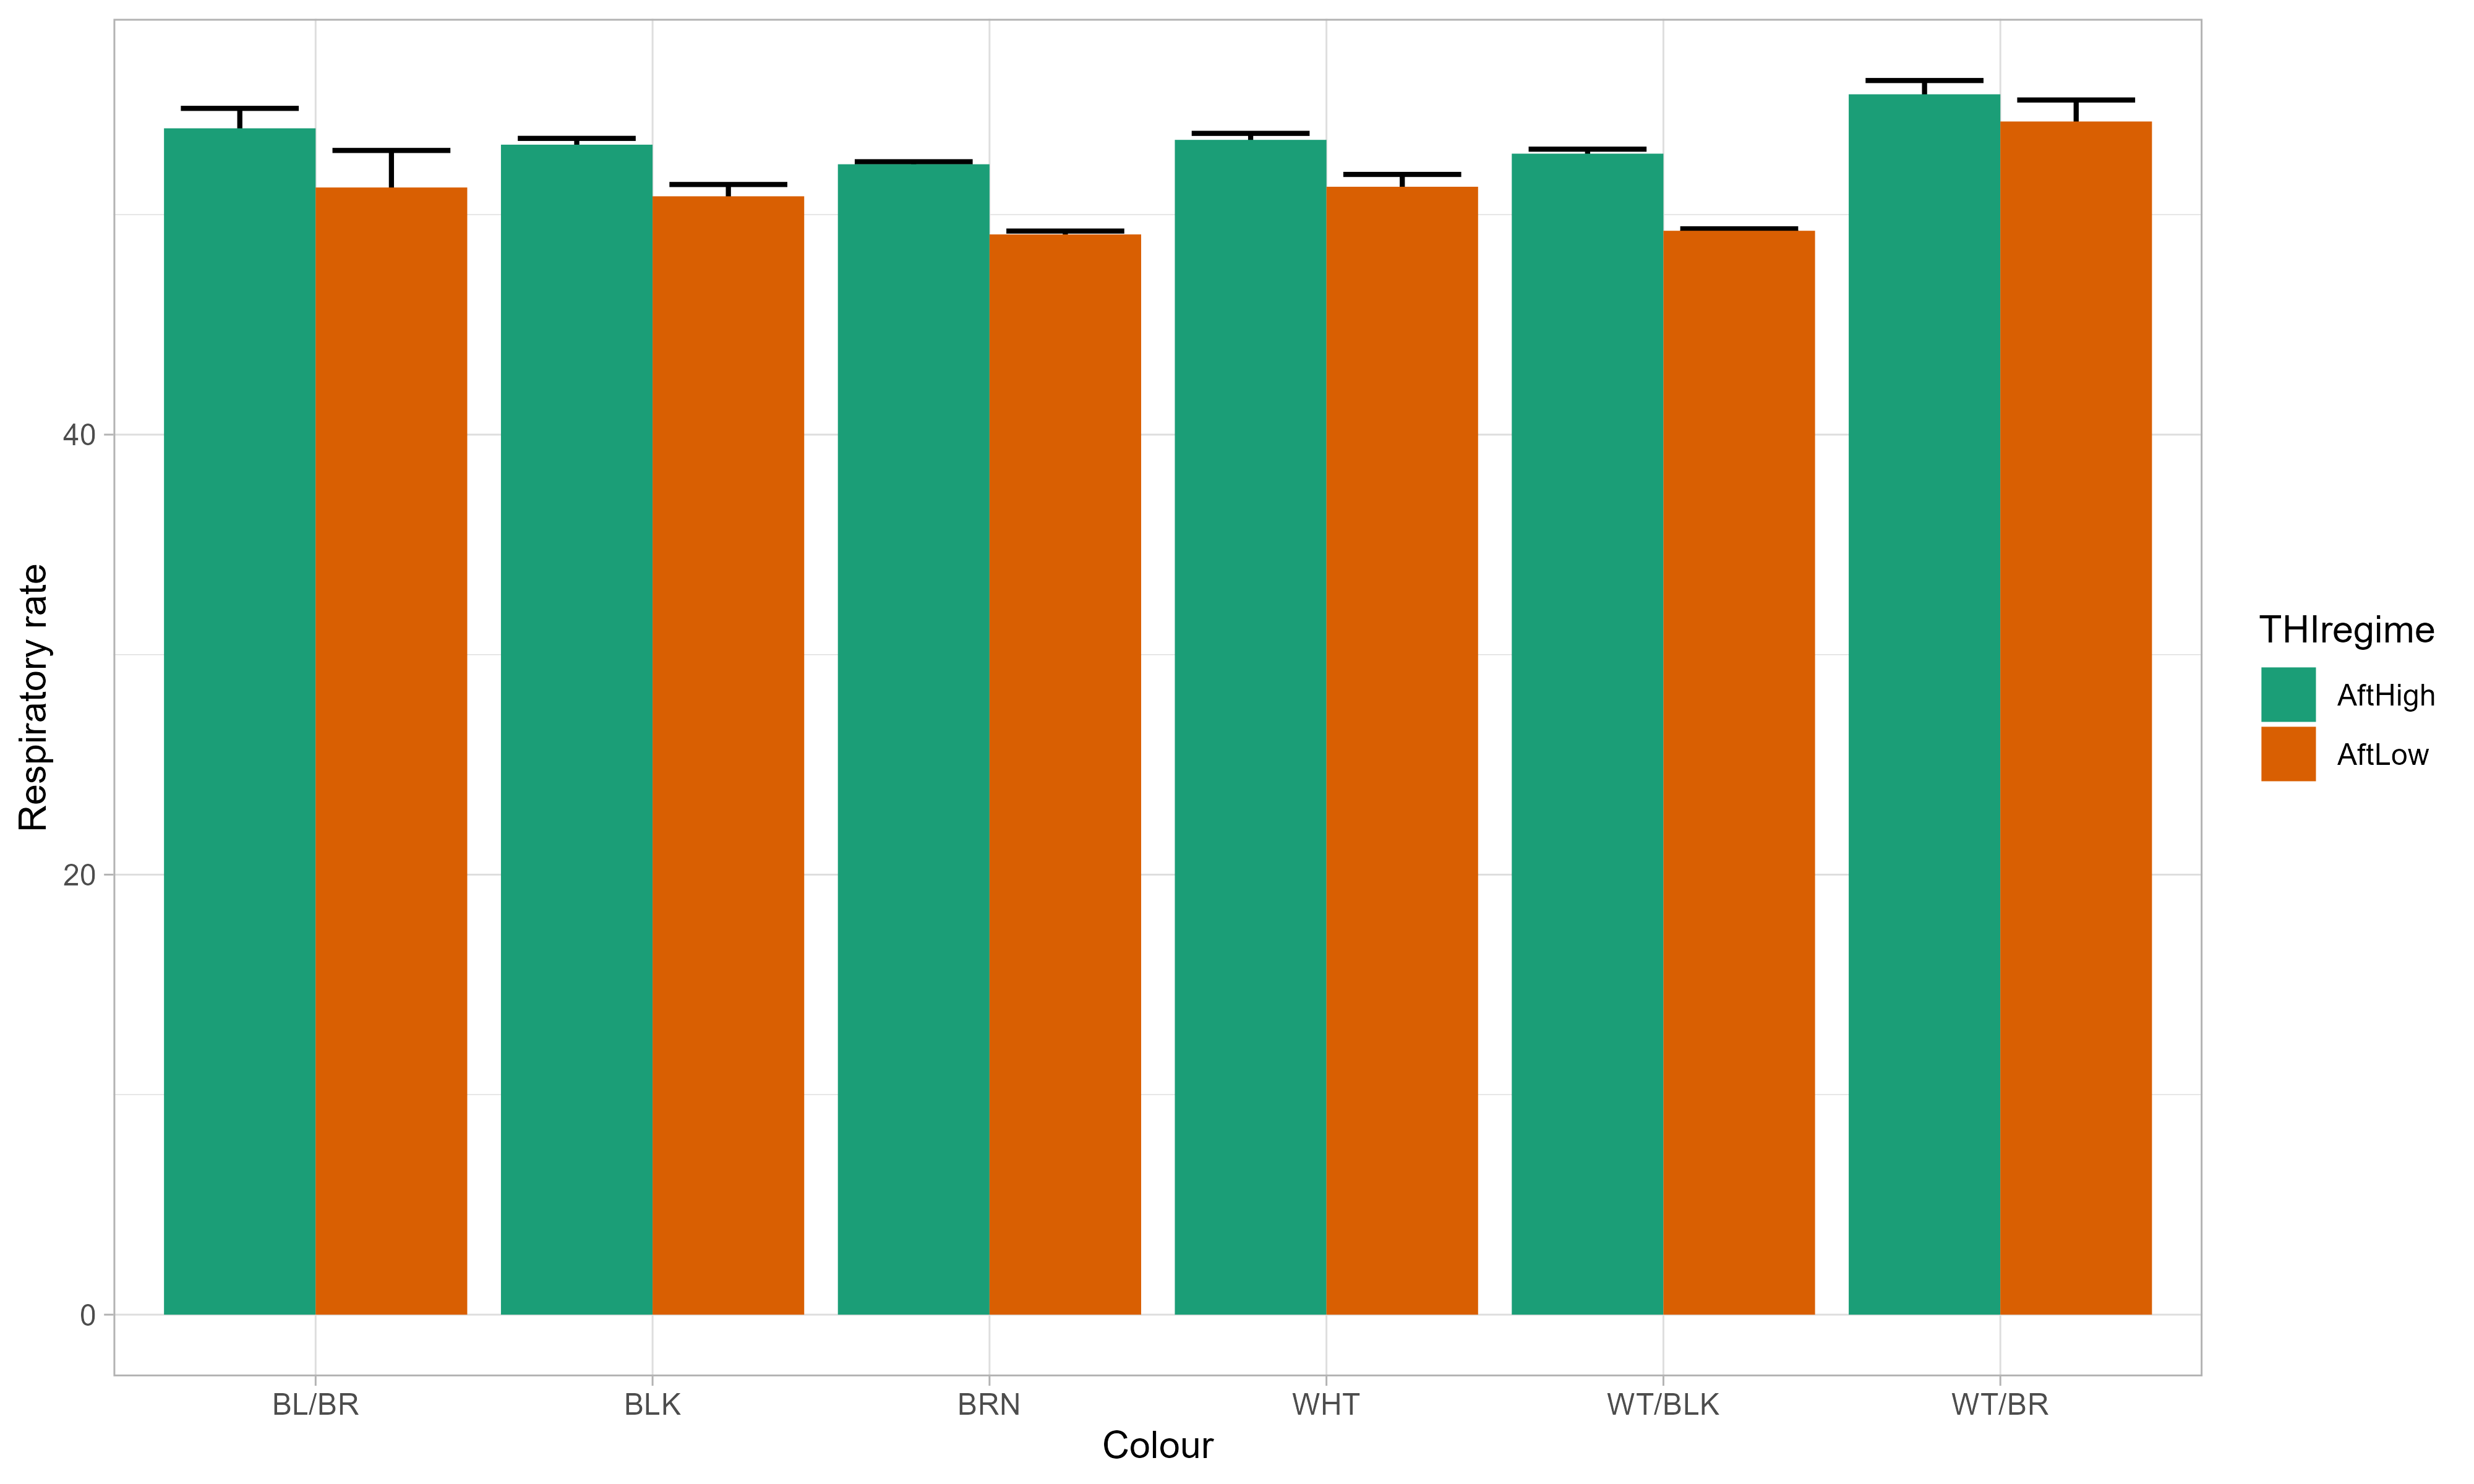 Respiratory rate
40
20
0
BL/BR
BLK
BRN
WHT
WT/BLK
WT/BR
Colour
THIregime
AftHigh
AftLow